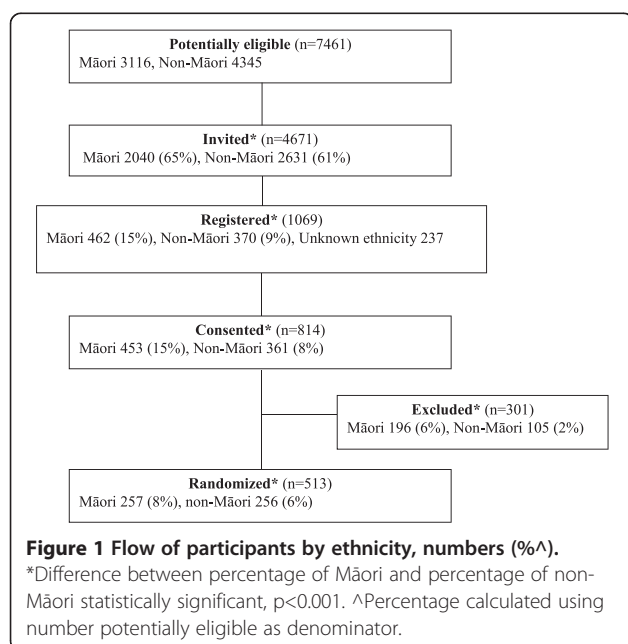 Potentially eligible (n=7461)
Māori 3116, Non-Māori 4345
Invited* (n=4671)
Māori 2040 (65%), Non-Māori 2631 (61%)
Registered* (1069)
Māori 462 (15%), Non-Māori 370 (9%), Unknown ethnicity 237
Consented* (n=814)
Māori 453 (15%), Non-Māori 361 (8%)
Excluded* (n=301)
Māori 196 (6%), Non-Māori 105 (2%)
Randomized* (n=513)
Māori 257 (8%), non-Māori 256 (6%)
Figure 1 Flow of participants by ethnicity, numbers (%^).
*Difference between percentage of Māori and percentage of non-
Māori statistically significant, p<0.001. ^Percentage calculated using
number potentially eligible as denominator.